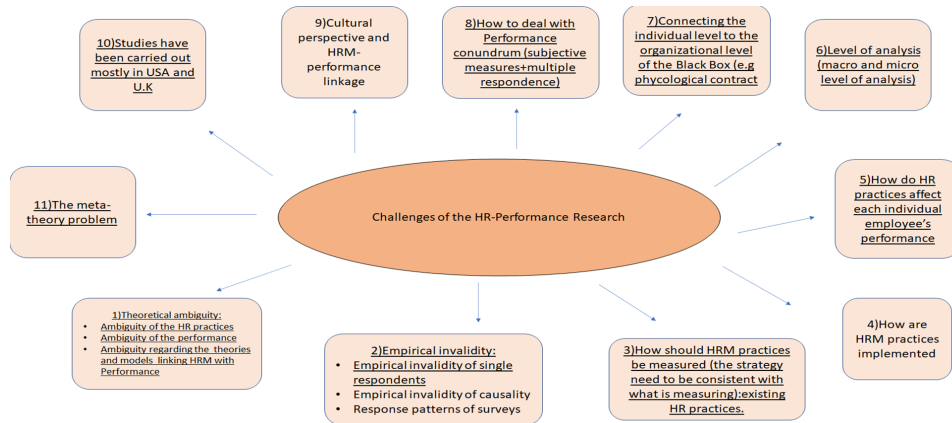 10)Studies have
been carried out
mostly in USA and
U.K
9)Cultural
perspective and
HRM-
performance
linkage
8)How to deal with
Performance
conundrum (subjective
measures+multiple
respondence)
7)Connecting the
individual level to the
organizational level
of the Black Box (e.g
phycological contract
6)Level of analysis
(macro and micro
level of analysis)
Challenges of the HR-Performance Research
11)The meta-
theory problem
5)How do HR
practices affect
each individual
employee's
performance
1)Theoretical ambiguity:
• Ambiguity of the HR practices
• Ambiguity of the performance
• Ambiguity regarding the theories
and models linking HRM with
Performance
2)Empirical invalidity:
• Empirical invalidity of single
respondents
• Empirical invalidity of causality
• Response patterns of surveys
3)How should HRM practices
be measured (the strategy
need to be consistent with
what is measuring):existing
HR practices.
4)How are
HRM practices
implemented